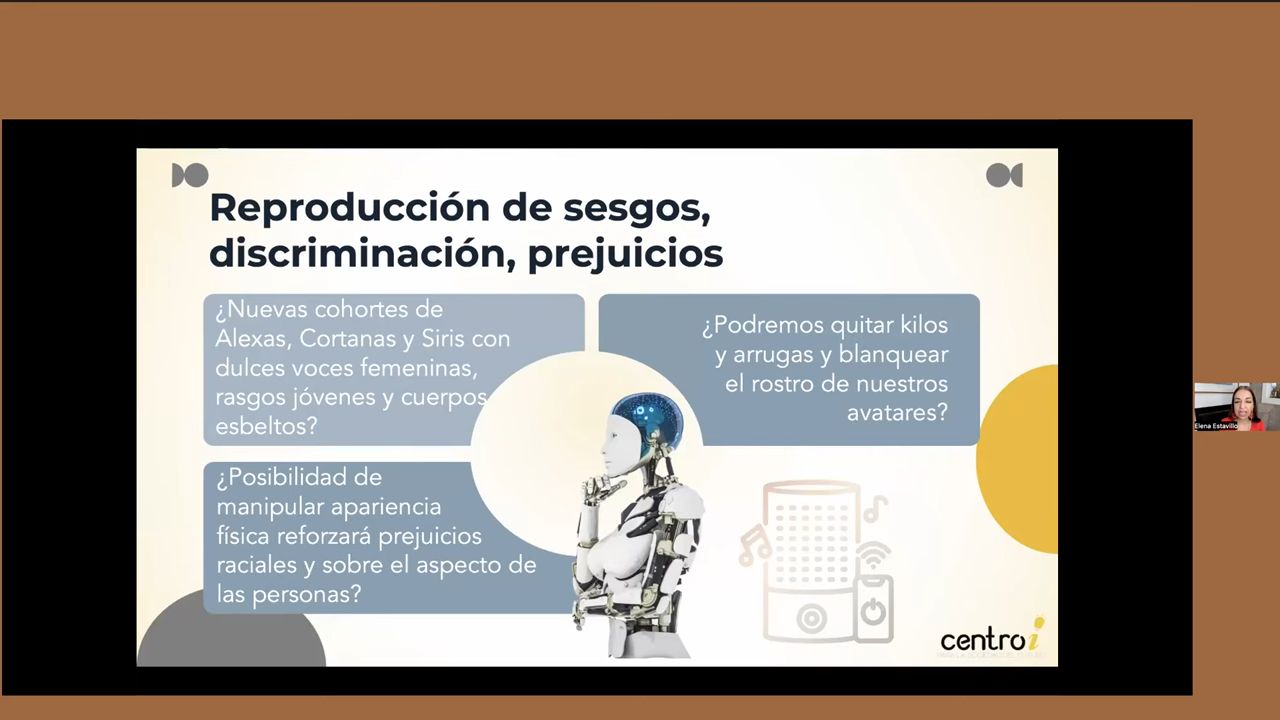 Reproducción de sesgos,
discriminación, prejuicios
¿Nuevas cohortes de
Alexas, Cortanas y Siris con
dulces voces femeninas,
rasgos jóvenes y cuerpos
esbeltos?
¿Podremos quitar kilos
y arrugas y blanquear
el rostro de nuestros
avatares?
¿Posibilidad de
manipular apariencia
física reforzará prejuicios
raciales y sobre el aspecto de
las personas?
centroi
Elena Estavillo